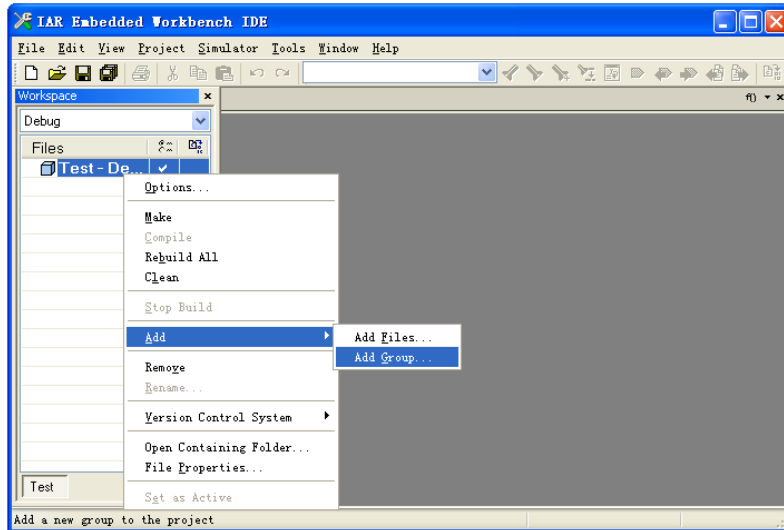 IAR Embedded Workbench IDE
File Edit View Project Simulator Tools Window Help
Workspace
Debug
Files
Test - De...
f()
Options...
Make
Compile
Rebuild All
Clean
Stop Build
Add
Add Files...
Add Group...
Remove
Rename...
Version Control System
Open Containing Folder...
File Properties...
Set as Active
Test
Add a new group to the project